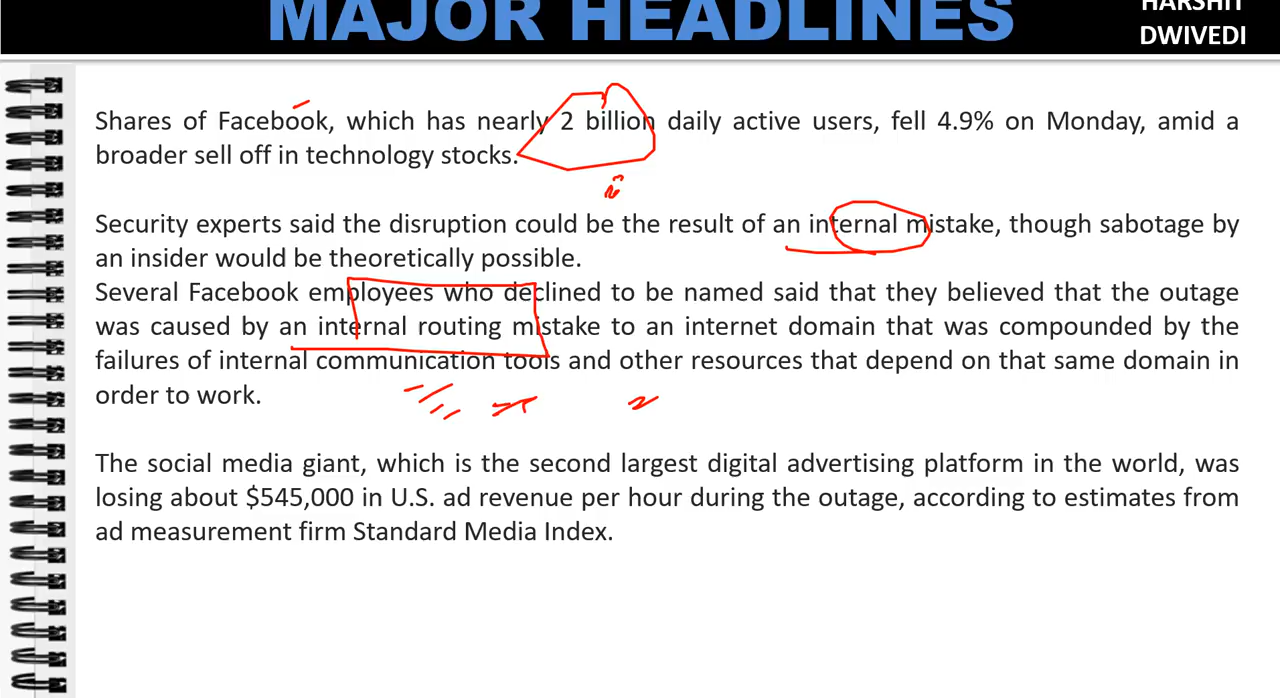 MAJOR HEADLINES
HARSHIT
DWIVEDI
Shares of Facebook, which has nearly 2 billion daily active users, fell 4.9% on Monday, amid a
broader sell off in technology stocks.
Security experts said the disruption could be the result of an internal mistake, though sabotage by
an insider would be theoretically possible.
Several Facebook employees who declined to be named said that they believed that the outage
was caused by an internal routing mistake to an internet domain that was compounded by the
failures of internal communication tools and other resources that depend on that same domain in
order to work.
The social media giant, which is the second largest digital advertising platform in the world, was
losing about $545,000 in U.S. ad revenue per hour during the outage, according to estimates from
ad measurement firm Standard Media Index.